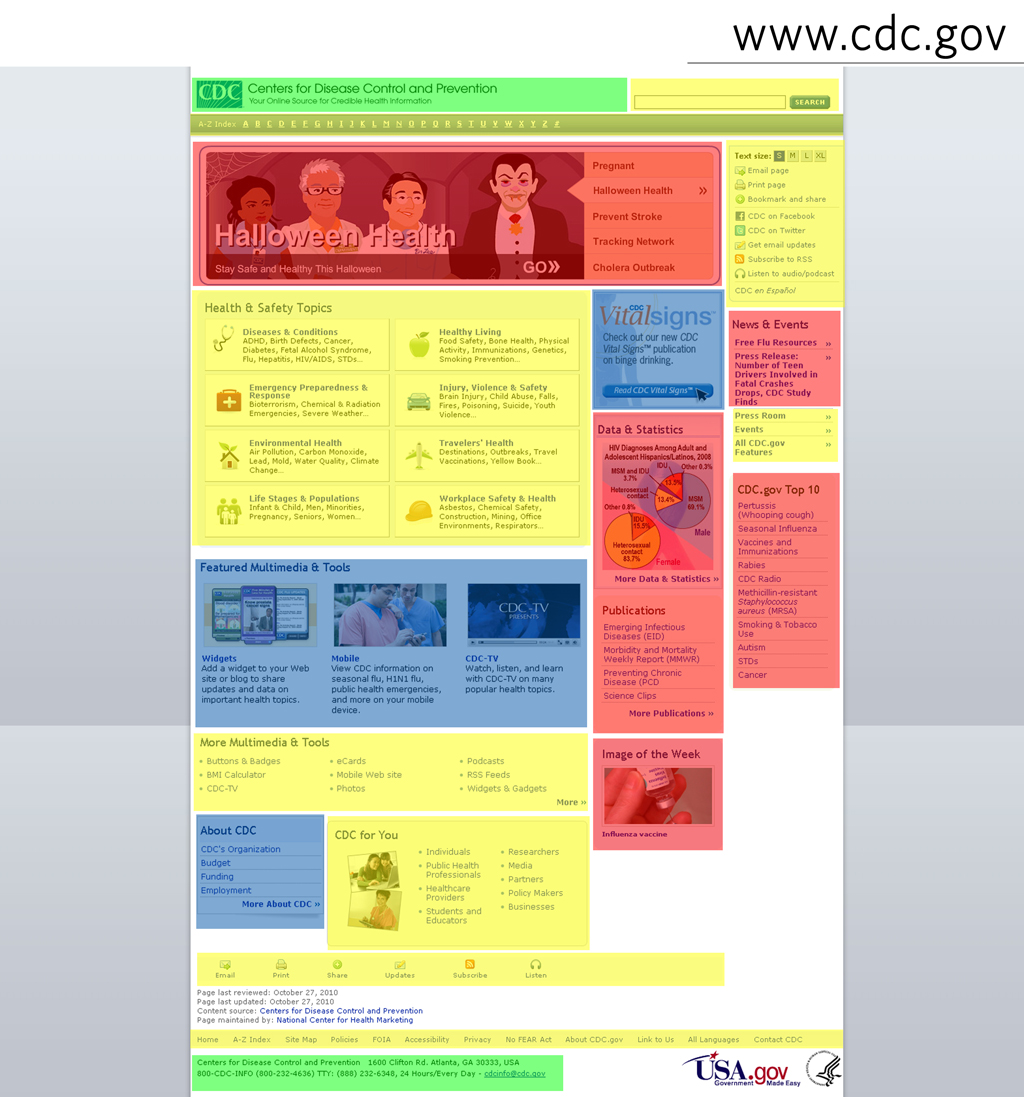 www.cdc.gov
CDC Centers for Disease Control and Prevention
Your Online Source for Credible Health Information
SEARCH
A-Z Index A B C D E F G H I J K L M N O P Q R S T U V W X Y Z #
Halloween Health
Stay Safe and Healthy This Halloween
GO»
Pregnant
Halloween Health »
Prevent Stroke
Tracking Network
Cholera Outbreak
Text size: S M L XL
Email page
Print page
Bookmark and share
CDC on Facebook
CDC on Twitter
Get email updates
Subscribe to RSS
Listen to audio/podcast
CDC en Español
Health & Safety Topics
Diseases & Conditions
ADHD, Birth Defects, Cancer,
Diabetes, Fetal Alcohol Syndrome,
Flu, Hepatitis, HIV/AIDS, STDs...
Healthy Living
Food Safety, Bone Health, Physical
Activity, Immunizations, Genetics,
Smoking Prevention...
Emergency Preparedness &
Response
Bioterrorism, Chemical & Radiation
Emergencies, Severe Weather...
Injury, Violence & Safety
Brain Injury, Child Abuse, Falls,
Fires, Poisoning, Suicide, Youth
Violence...
Environmental Health
Air Pollution, Carbon Monoxide,
Lead, Mold, Water Quality, Climate
Change...
Travelers' Health
Destinations, Outbreaks, Travel
Vaccinations, Yellow Book...
Life Stages & Populations
Infant & Child, Men, Minorities,
Pregnancy, Seniors, Women...
Workplace Safety & Health
Asbestos, Chemical Safety,
Construction, Mining, Office
Environments, Respirators...
CDC
Vitalsigns™
Check out our new CDC
Vital Signs™ publication
on binge drinking.
Read CDC Vital Signs™
News & Events
Free Flu Resources »
Press Release: »
Number of Teen
Drivers Involved in
Fatal Crashes
Drops, CDC Study
Finds
Press Room »
Events »
All CDC.gov »
Features
Data & Statistics
HIV Diagnoses Among Adult and
Adolescent Hispanics/Latinos, 2008
IDU
13.5%
Other 0.3%
MSM and IDU
3.7%
Heterosexual
contact
13.4%
MSM
69.1%
Male
Other 0.8%
IDU
15.5%
Heterosexual
contact
83.7%
Female
More Data & Statistics »
CDC.gov Top 10
Pertussis
(Whooping cough)
Seasonal Influenza
Vaccines and
Immunizations
Rabies
CDC Radio
Methicillin-resistant
Staphylococcus
aureus (MRSA)
Smoking & Tobacco
Use
Autism
STDs
Cancer
Featured Multimedia & Tools
CDC-TV
PRESENTS
Widgets
Add a widget to your Web
site or blog to share
updates and data on
important health topics.
Mobile
View CDC information on
seasonal flu, H1N1 flu,
public health emergencies,
and more on your mobile
device.
CDC-TV
Watch, listen, and learn
with CDC-TV on many
popular health topics.
Publications
Emerging Infectious
Diseases (EID)
Morbidity and Mortality
Weekly Report (MMWR)
Preventing Chronic
Disease (PCD
Science Clips
More Publications »
More Multimedia & Tools
Buttons & Badges
BMI Calculator
CDC-TV
eCards
Mobile Web site
Photos
Podcasts
RSS Feeds
Widgets & Gadgets
More »
Image of the Week
Influenza vaccine
About CDC
CDC's Organization
Budget
Funding
Employment
More About CDC »
CDC for You
Individuals
Public Health
Professionals
Healthcare
Providers
Students and
Educators
Researchers
Media
Partners
Policy Makers
Businesses
Email Print Share Updates Subscribe Listen
Page last reviewed: October 27, 2010
Page last updated: October 27, 2010
Content source: Centers for Disease Control and Prevention
Page maintained by: National Center for Health Marketing
Home A-Z Index Site Map Policies FOIA Accessibility Privacy No FEAR Act About CDC.gov Link to Us All Languages Contact CDC
Centers for Disease Control and Prevention 1600 Clifton Rd. Atlanta, GA 30333, USA
800-CDC-INFO (800-232-4636) TTY: (888) 232-6348, 24 Hours/Every Day - cdcinfo@cdc.gov
USA.gov
Government Made Easy